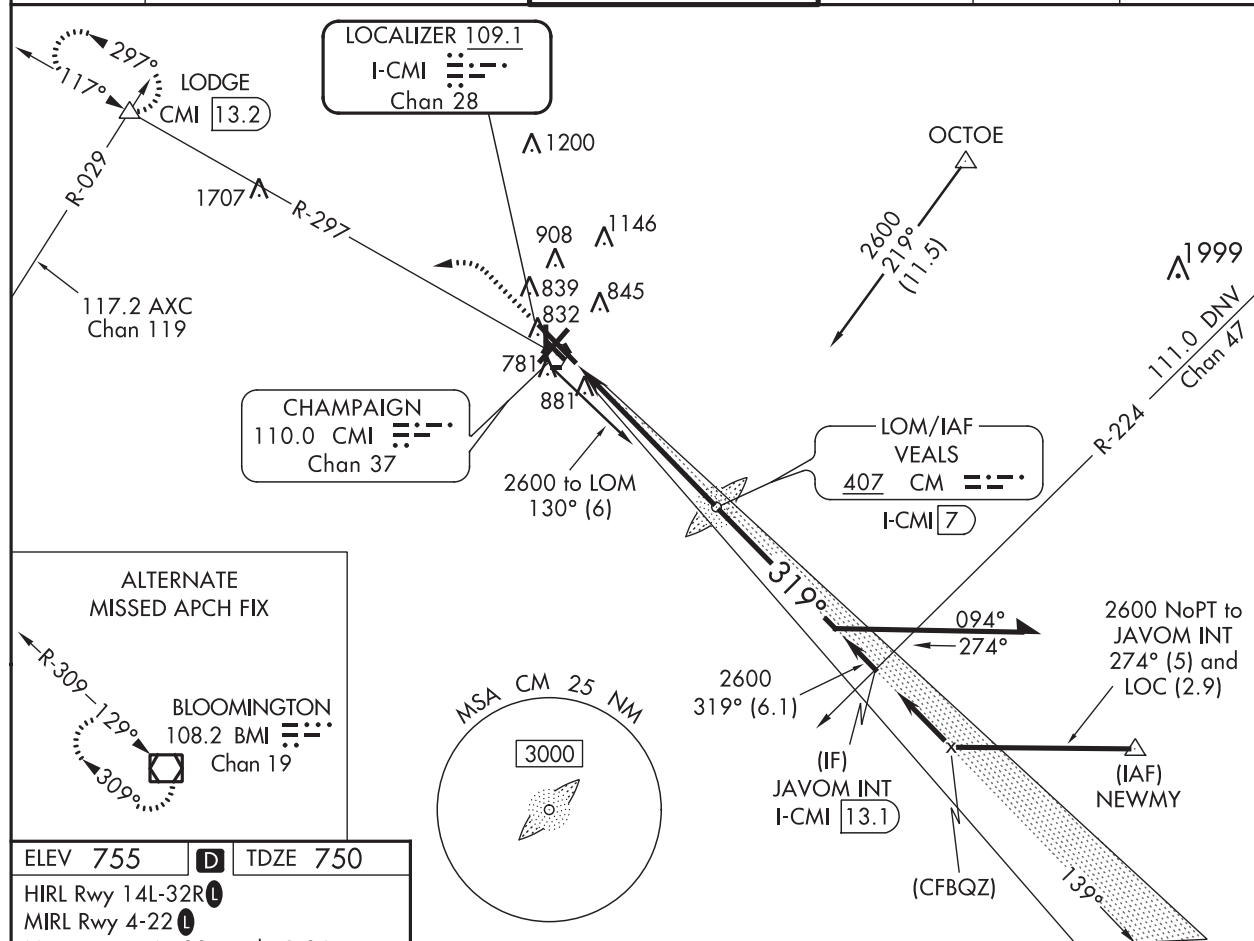 LOCALIZER 109.1
I-CMI
Chan 28
297°
117°
LODGE
CMI 13.2
R-029
1707
R-297
117.2 AXC
Chan 119
1200
908
1146
839
845
832
781
881
OCTOE
2600
219°
(11.5)
1999
111.0 DNV
Chan 47
R-224
CHAMPAIGN
110.0 CMI
Chan 37
2600 to LOM
130° (6)
LOM/IAF
VEALS
407 CM
I-CMI 7
319°
094°
274°
2600 NoPT to
JAVOM INT
274° (5) and
LOC (2.9)
2600
319° (6.1)
(IF)
JAVOM INT
I-CMI 13.1
(IAF)
NEWMY
(CFBQZ)
139°
ALTERNATE
MISSED APCH FIX
R-309
129°
309°
BLOOMINGTON
108.2 BMI
Chan 19
MSA CM 25 NM
3000
ELEV 755 D TDZE 750
HIRL Rwy 14L-32R L
MIRL Rwy 4-22 L